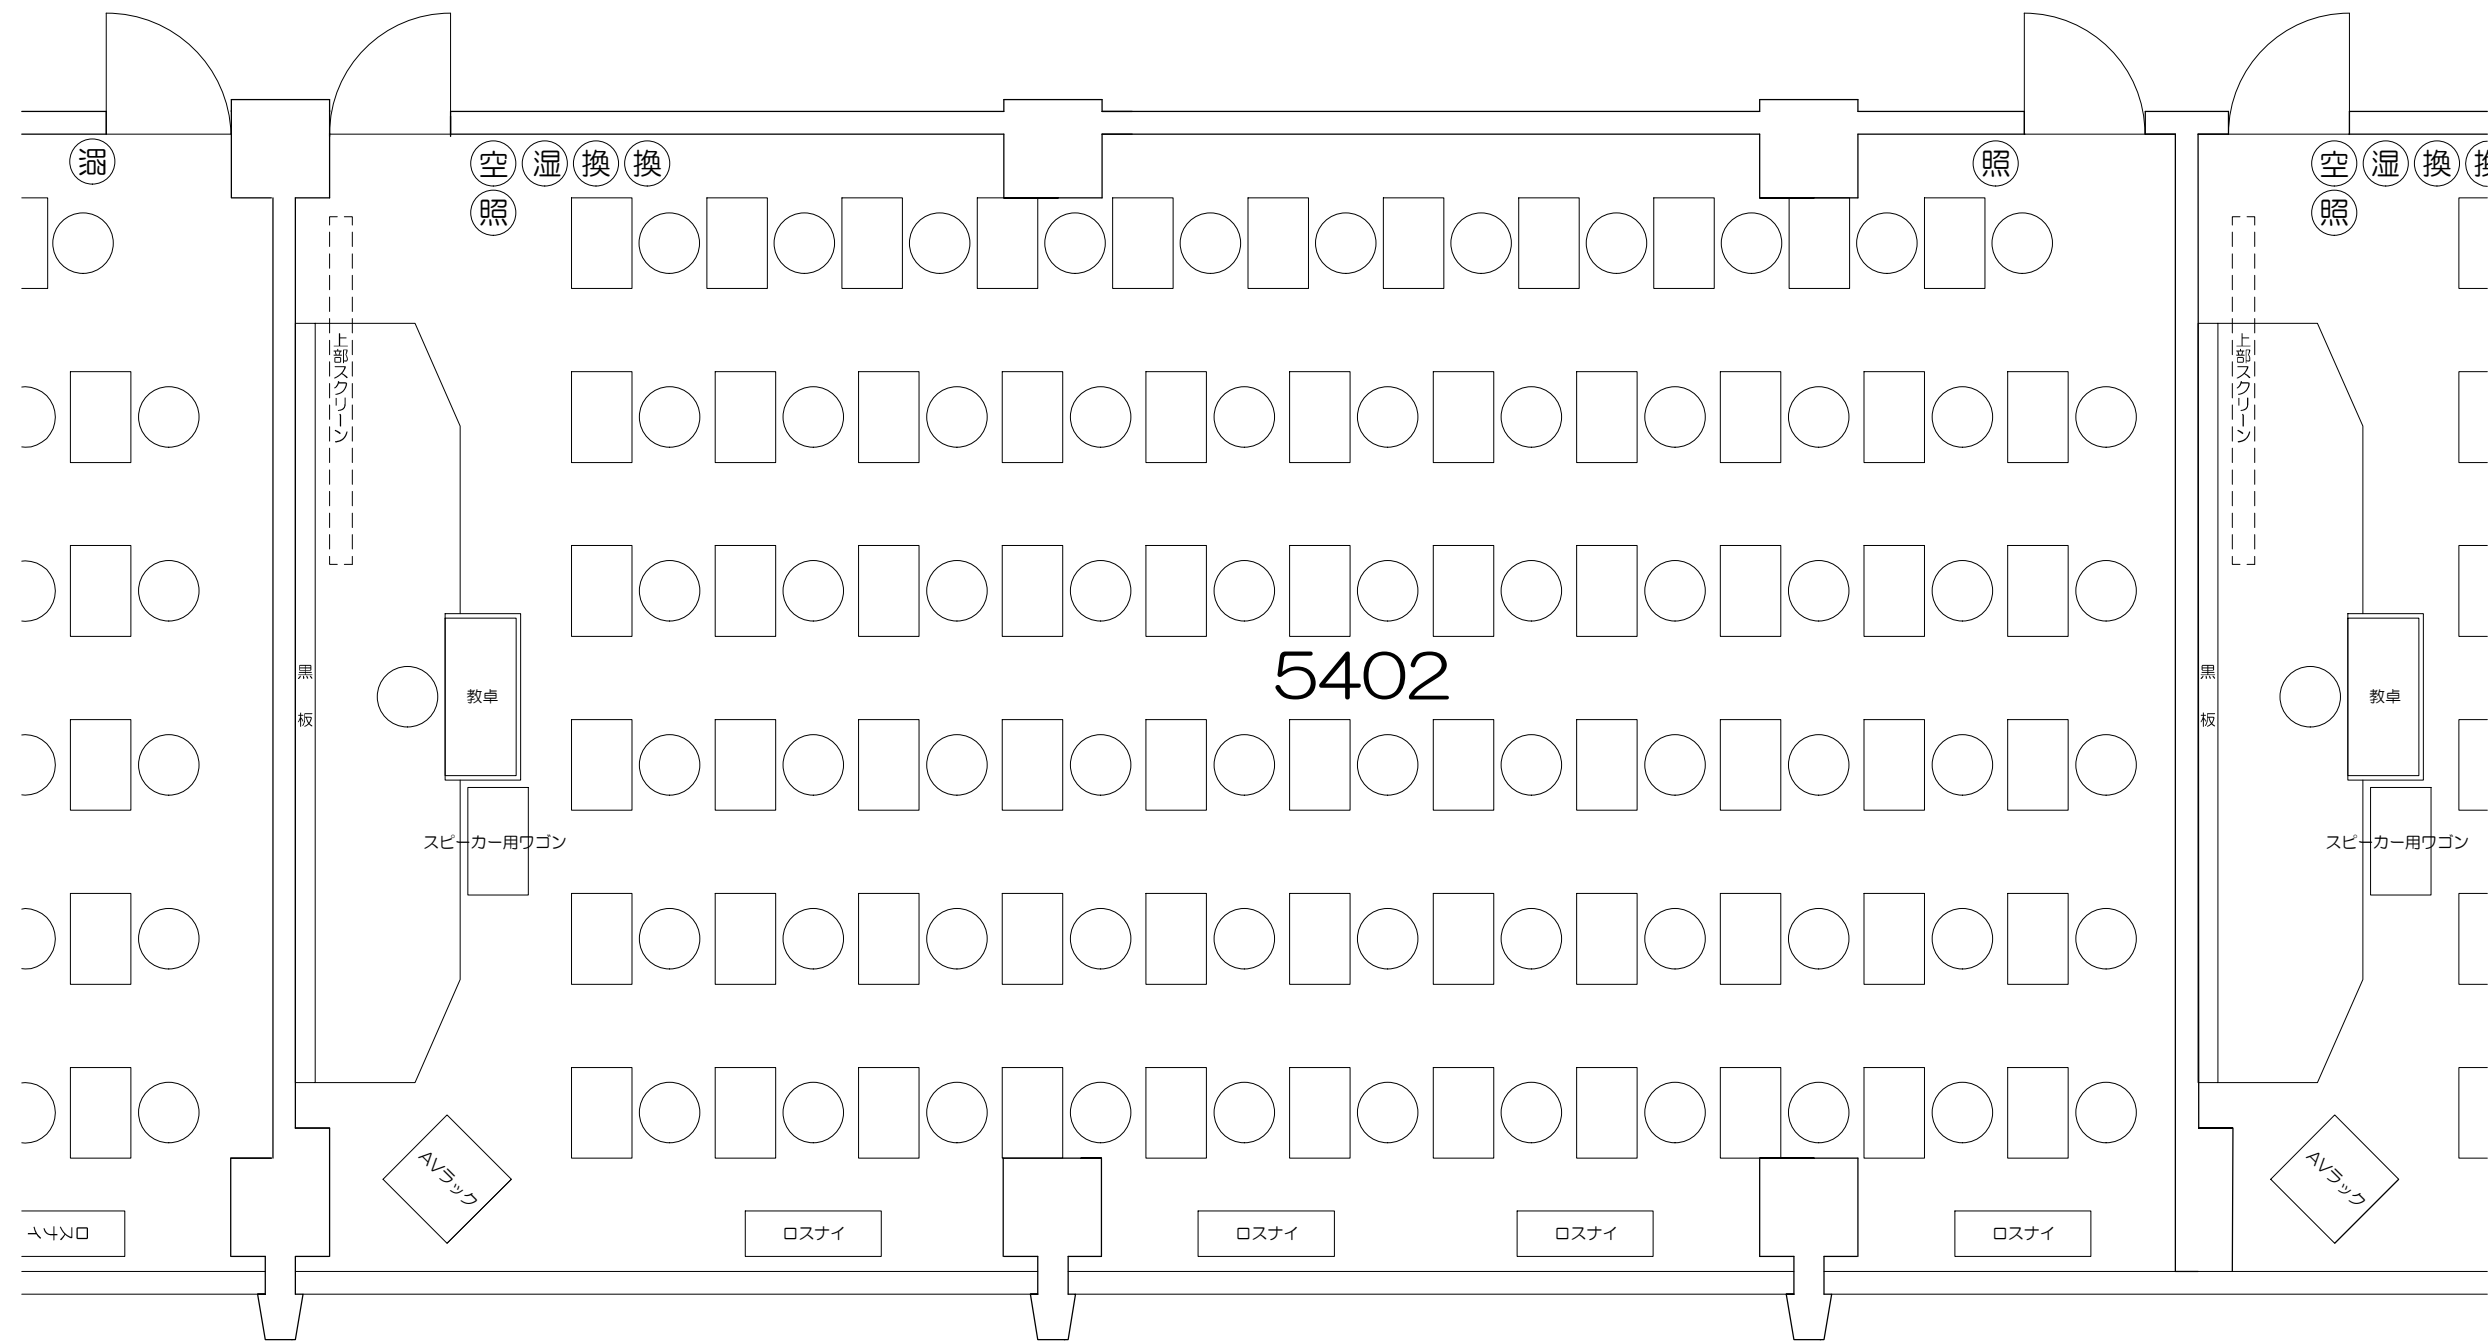 空 湿 換 換
照
照
空 湿 換
照
上部スクリーン
上部スクリーン
黒板
教卓
5402
黒板
教卓
スピーカー用ワゴン
スピーカー用ワゴン
AVラック
AVラック
ロスナイ
ロスナイ
ロスナイ
ロスナイ
ロスナイ